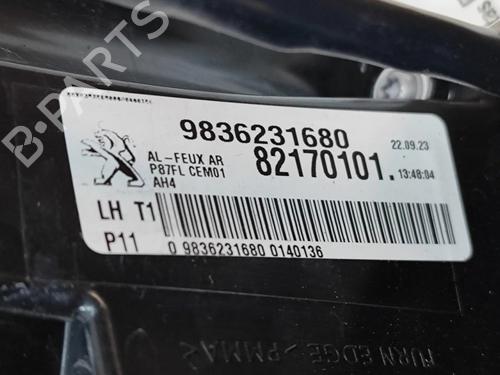 B-PARTS
9836231680
22.09.23
AL-FEUX AR
82170101.
13:48:04
P87FL CEM01
AH4
LH T1
P11
0 9836231680 0140136
>PMMA<